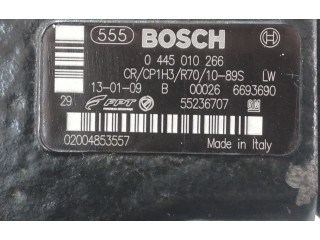 555 BOSCH
0 445 010 266
CR/CP1H3/R70/10-89S LW
13-01-09 B 00026 6693690
29 FPT 55236707 GM
02004853557 Made in Italy